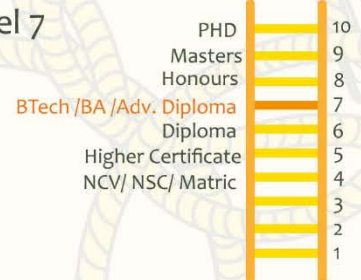 el 7
PHD 10
Masters 9
Honours 8
BTech /BA /Adv. Diploma 7
Diploma 6
Higher Certificate 5
NCV/ NSC/ Matric 4
3
2
1